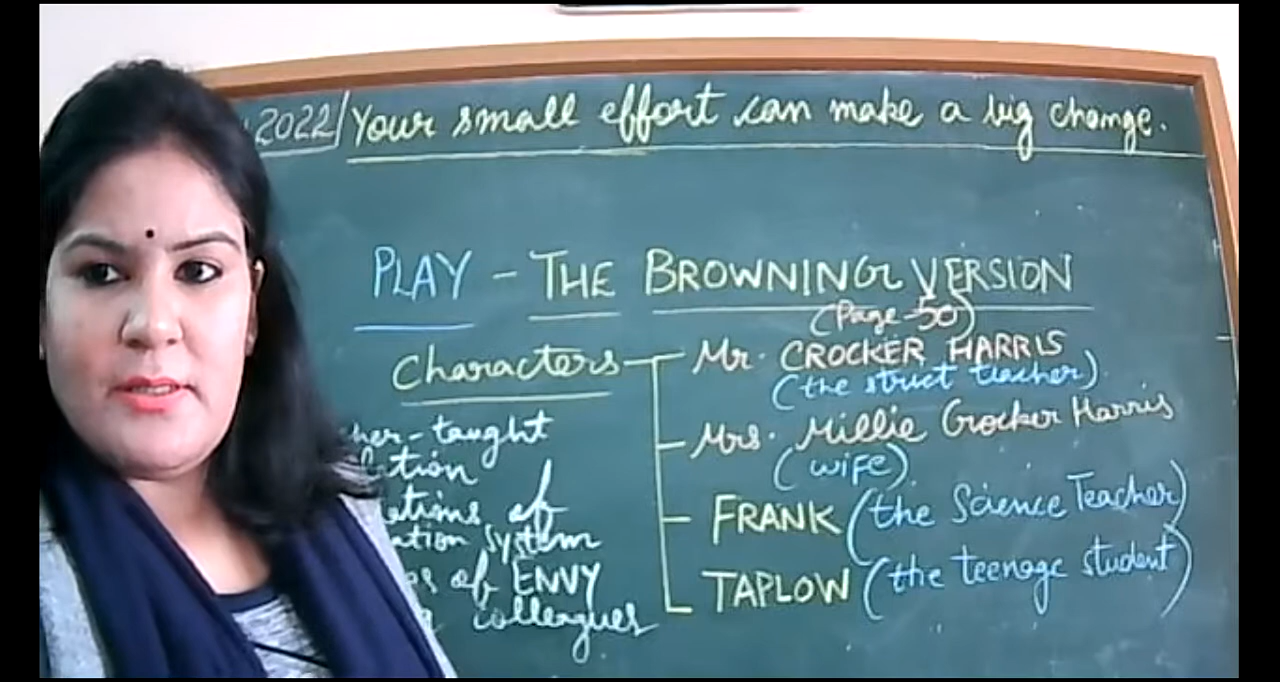 2022/ Your small effort can make a big change.
PLAY - THE BROWNING VERSION
(Page-50)
Characters
Mr. CROCKER HARRIS
(the strict teacher)
Mrs. Millie Crocker Harris
(wife)
FRANK (the Science Teacher)
TAPLOW (the teenage student)
taught
system
of ENVY
colleagues